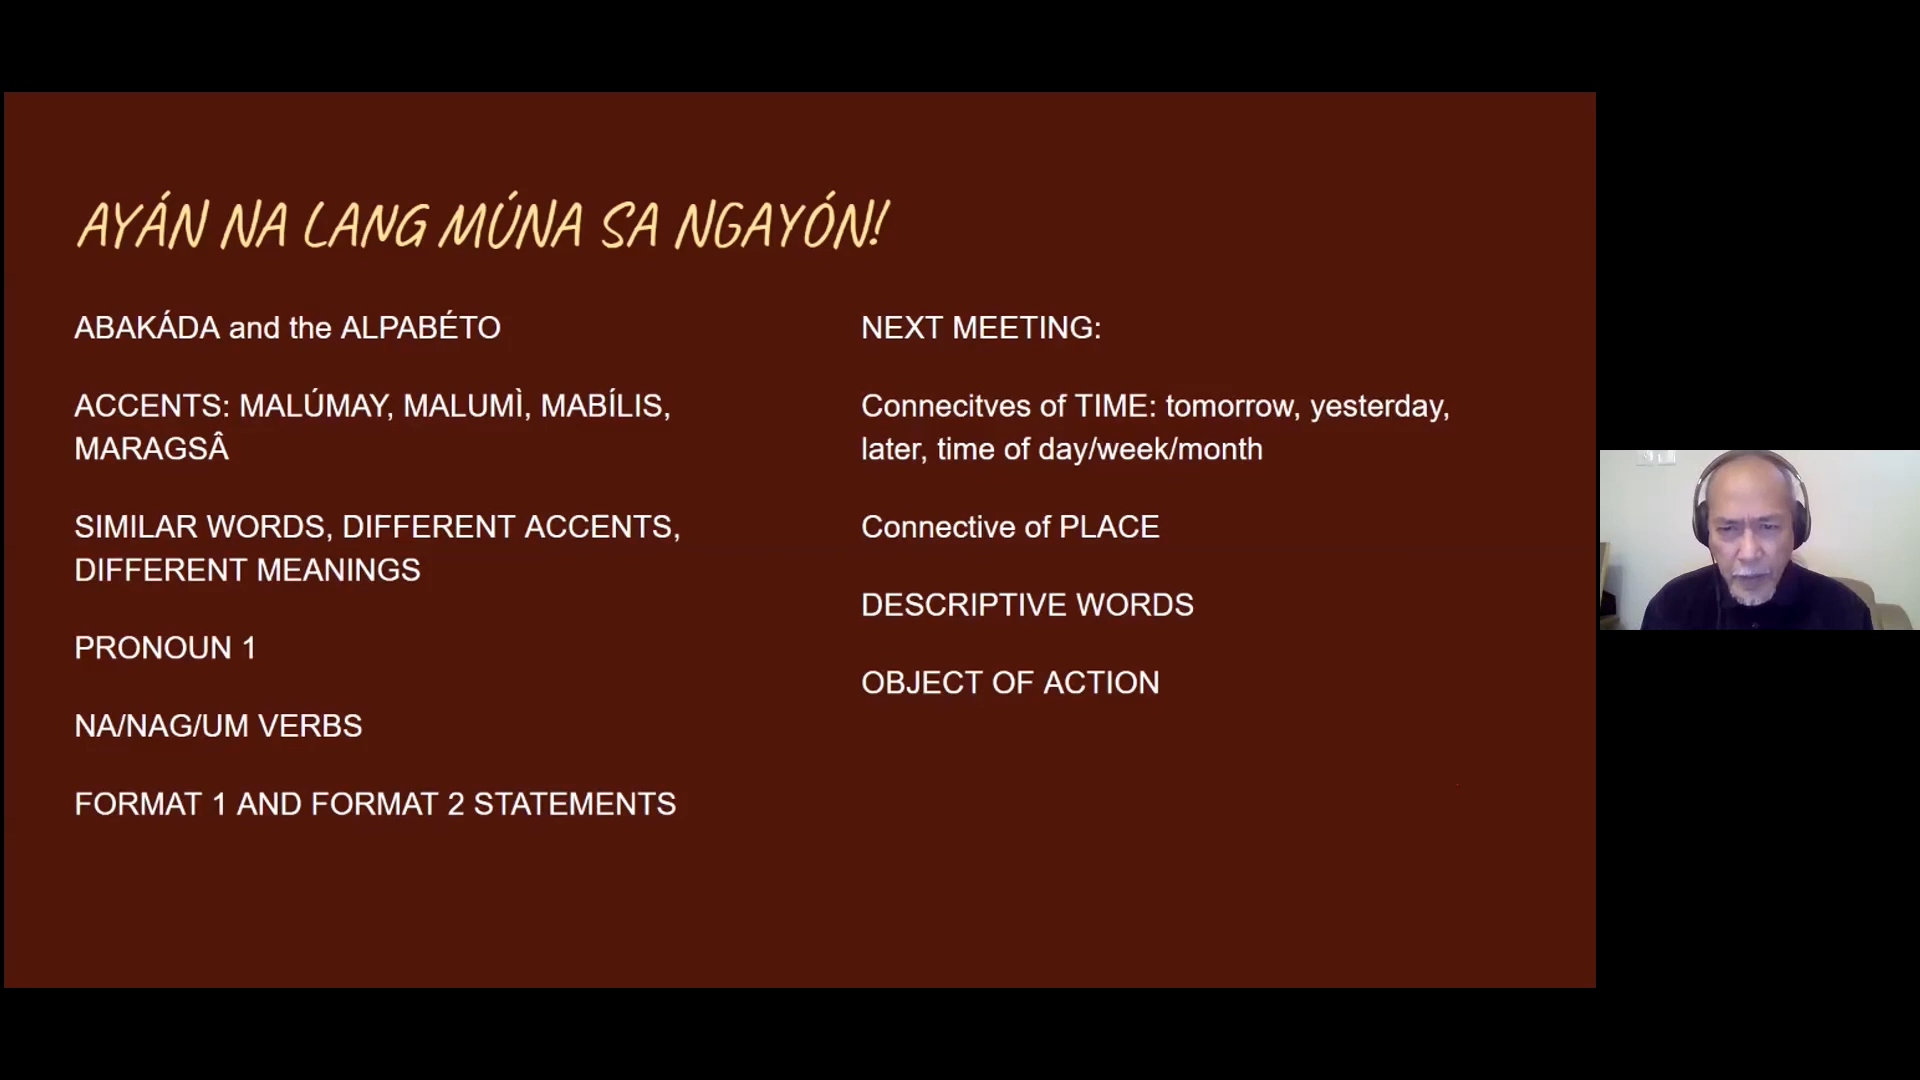 AYÁN NA LANG MÚNA SA NGAYÓN!
ABAKÁDA and the ALPABÉTO
ACCENTS: MALÚMAY, MALUMÌ, MABÍLIS,
MARAGSÂ
SIMILAR WORDS, DIFFERENT ACCENTS,
DIFFERENT MEANINGS
PRONOUN 1
NA/NAG/UM VERBS
FORMAT 1 AND FORMAT 2 STATEMENTS
NEXT MEETING:
Connecitves of TIME: tomorrow, yesterday,
later, time of day/week/month
Connective of PLACE
DESCRIPTIVE WORDS
OBJECT OF ACTION